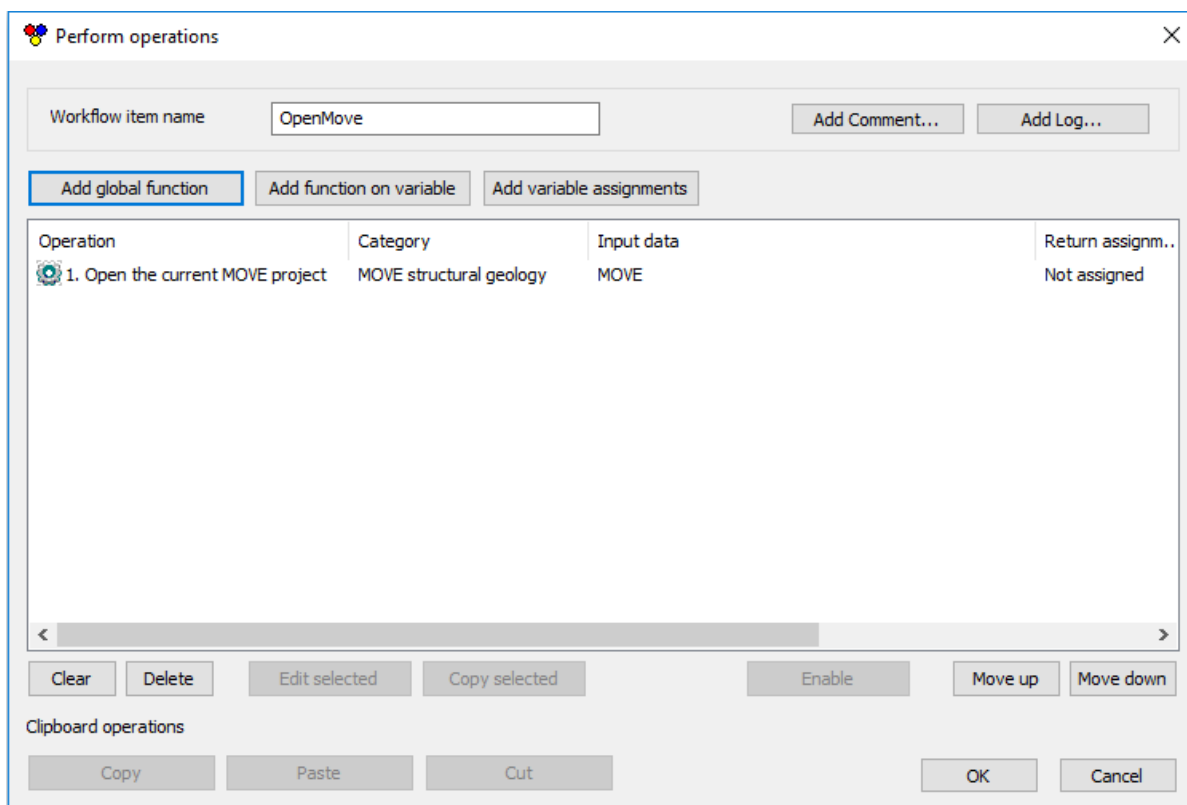 Perform operations
Workflow item name OpenMove Add Comment... Add Log...
Add global function Add function on variable Add variable assignments
Operation Category Input data Return assignm..
1. Open the current MOVE project MOVE structural geology MOVE Not assigned
Clear Delete Edit selected Copy selected Enable Move up Move down
Clipboard operations
Copy Paste Cut OK Cancel